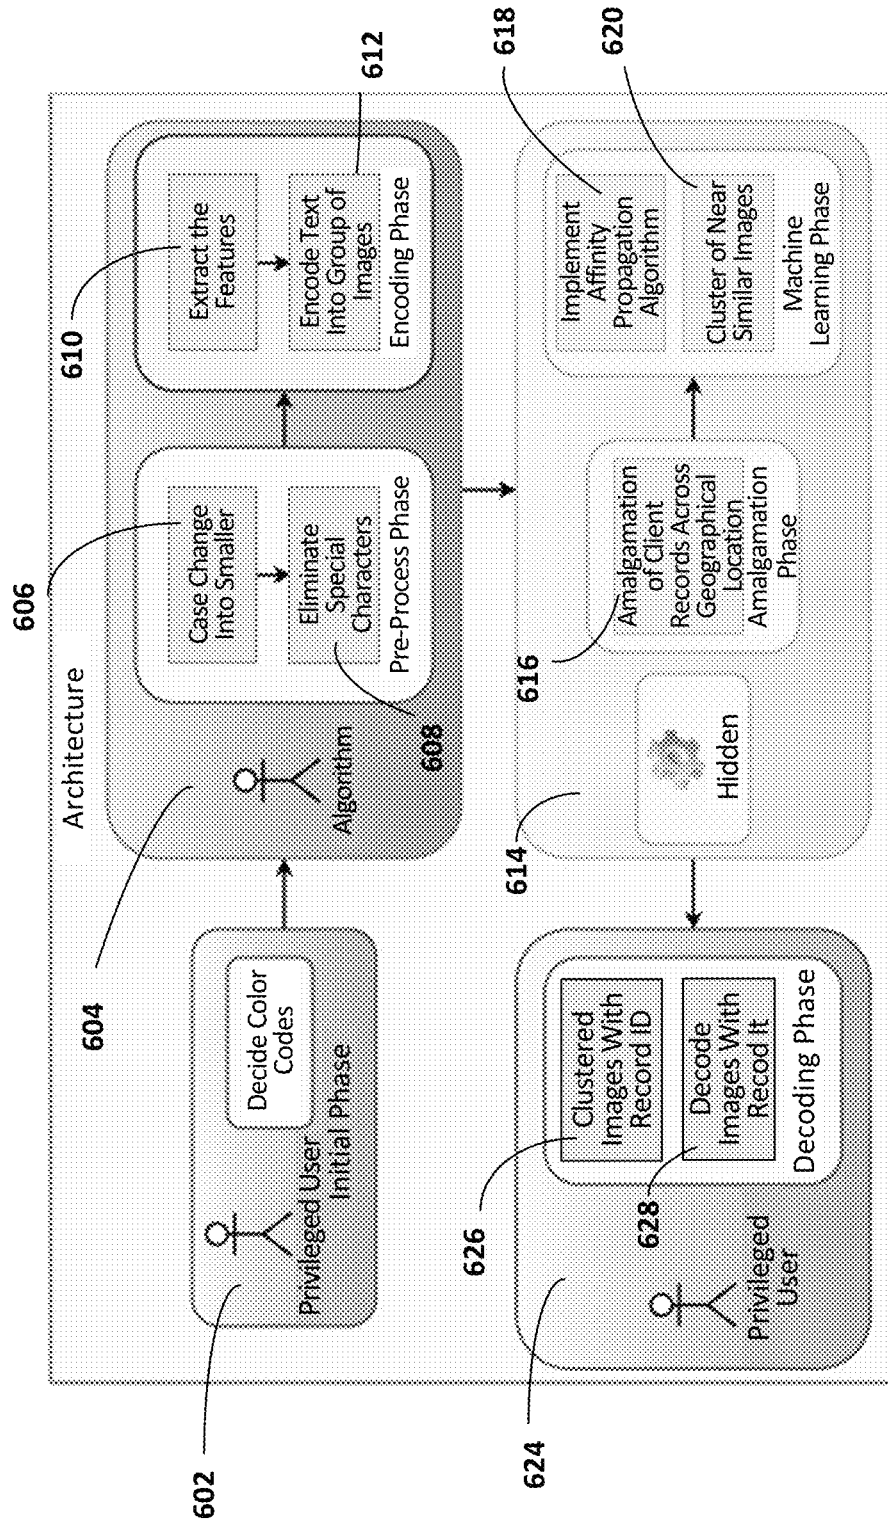 Architecture
602
Privileged User
Initial Phase
Decide Color
Codes
604
Algorithm
606
Case Change
Into Smaller
608
Eliminate
Special
Characters
Pre-Process Phase
610
Extract the
Features
612
Encode Text
Into Group of
Images
Encoding Phase
614
Hidden
616
Amalgamation
of Client
Records Across
Geographical
Location
Amalgamation
Phase
618
Implement
Affinity
Propagation
Algorithm
620
Cluster of Near
Similar Images
Machine
Learning Phase
624
Privileged
User
626
Clustered
Images With
Record ID
628
Decode
Images With
Recod It
Decoding Phase